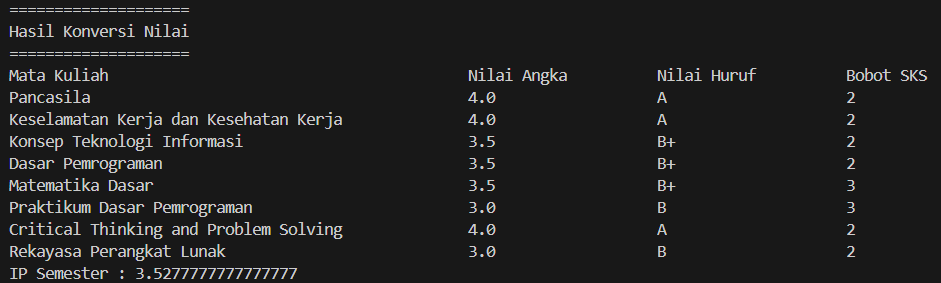 ====================
Hasil Konversi Nilai
====================
Mata Kuliah Nilai Angka Nilai Huruf Bobot SKS
Pancasila 4.0 A 2
Keselamatan Kerja dan Kesehatan Kerja 4.0 A 2
Konsep Teknologi Informasi 3.5 B+ 2
Dasar Pemrograman 3.5 B+ 2
Matematika Dasar 3.5 B+ 3
Praktikum Dasar Pemrograman 3.0 B 3
Critical Thinking and Problem Solving 4.0 A 2
Rekayasa Perangkat Lunak 3.0 B 2
IP Semester : 3.5277777777777777